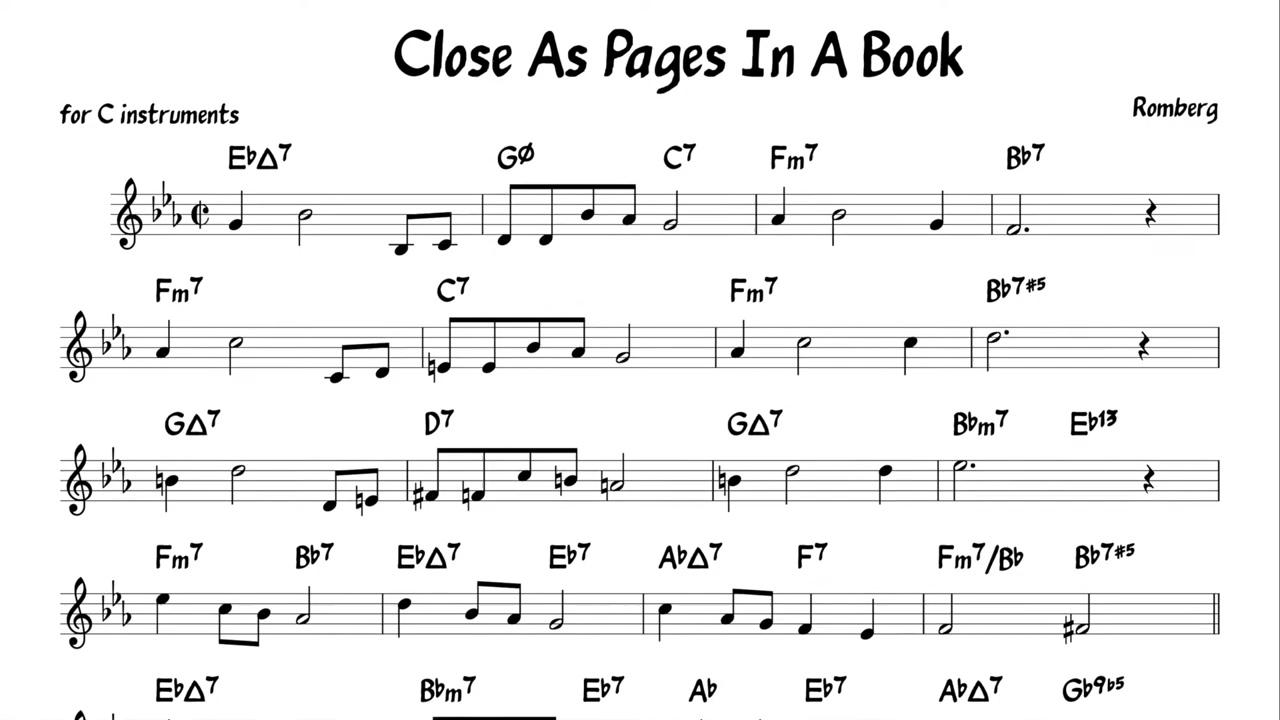 Close As Pages In A Book
for C instruments
Romberg
E♭Δ7 GØ C7 Fm7 B♭7
Fm7 C7 Fm7 B♭7#5
GΔ7 D7 GΔ7 B♭m7 E♭13
Fm7 B♭7 E♭Δ7 E♭7 A♭Δ7 F7 Fm7/B♭ B♭7#5
E♭Δ7 B♭m7 E♭7 A♭ E♭7 A♭Δ7 G♭9♭5